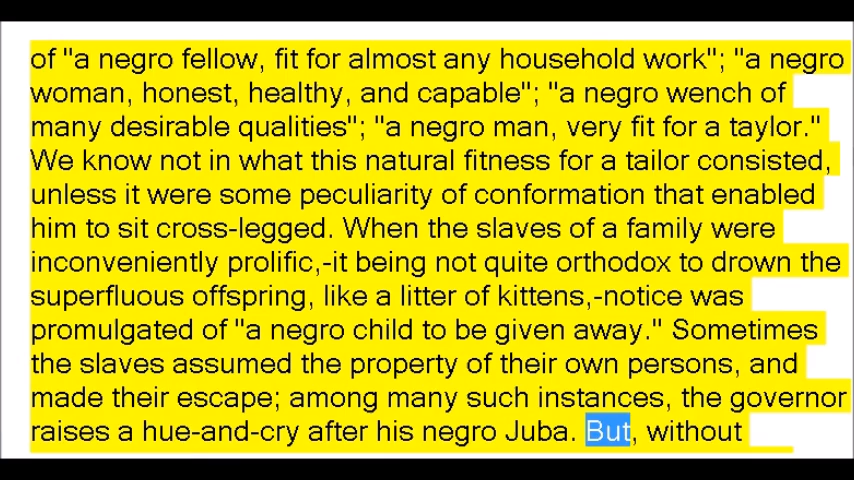 of "a negro fellow, fit for almost any household work"; "a negro
woman, honest, healthy, and capable"; "a negro wench of
many desirable qualities"; "a negro man, very fit for a taylor."
We know not in what this natural fitness for a tailor consisted,
unless it were some peculiarity of conformation that enabled
him to sit cross-legged. When the slaves of a family were
inconveniently prolific,-it being not quite orthodox to drown the
superfluous offspring, like a litter of kittens,-notice was
promulgated of "a negro child to be given away." Sometimes
the slaves assumed the property of their own persons, and
made their escape; among many such instances, the governor
raises a hue-and-cry after his negro Juba. But, without